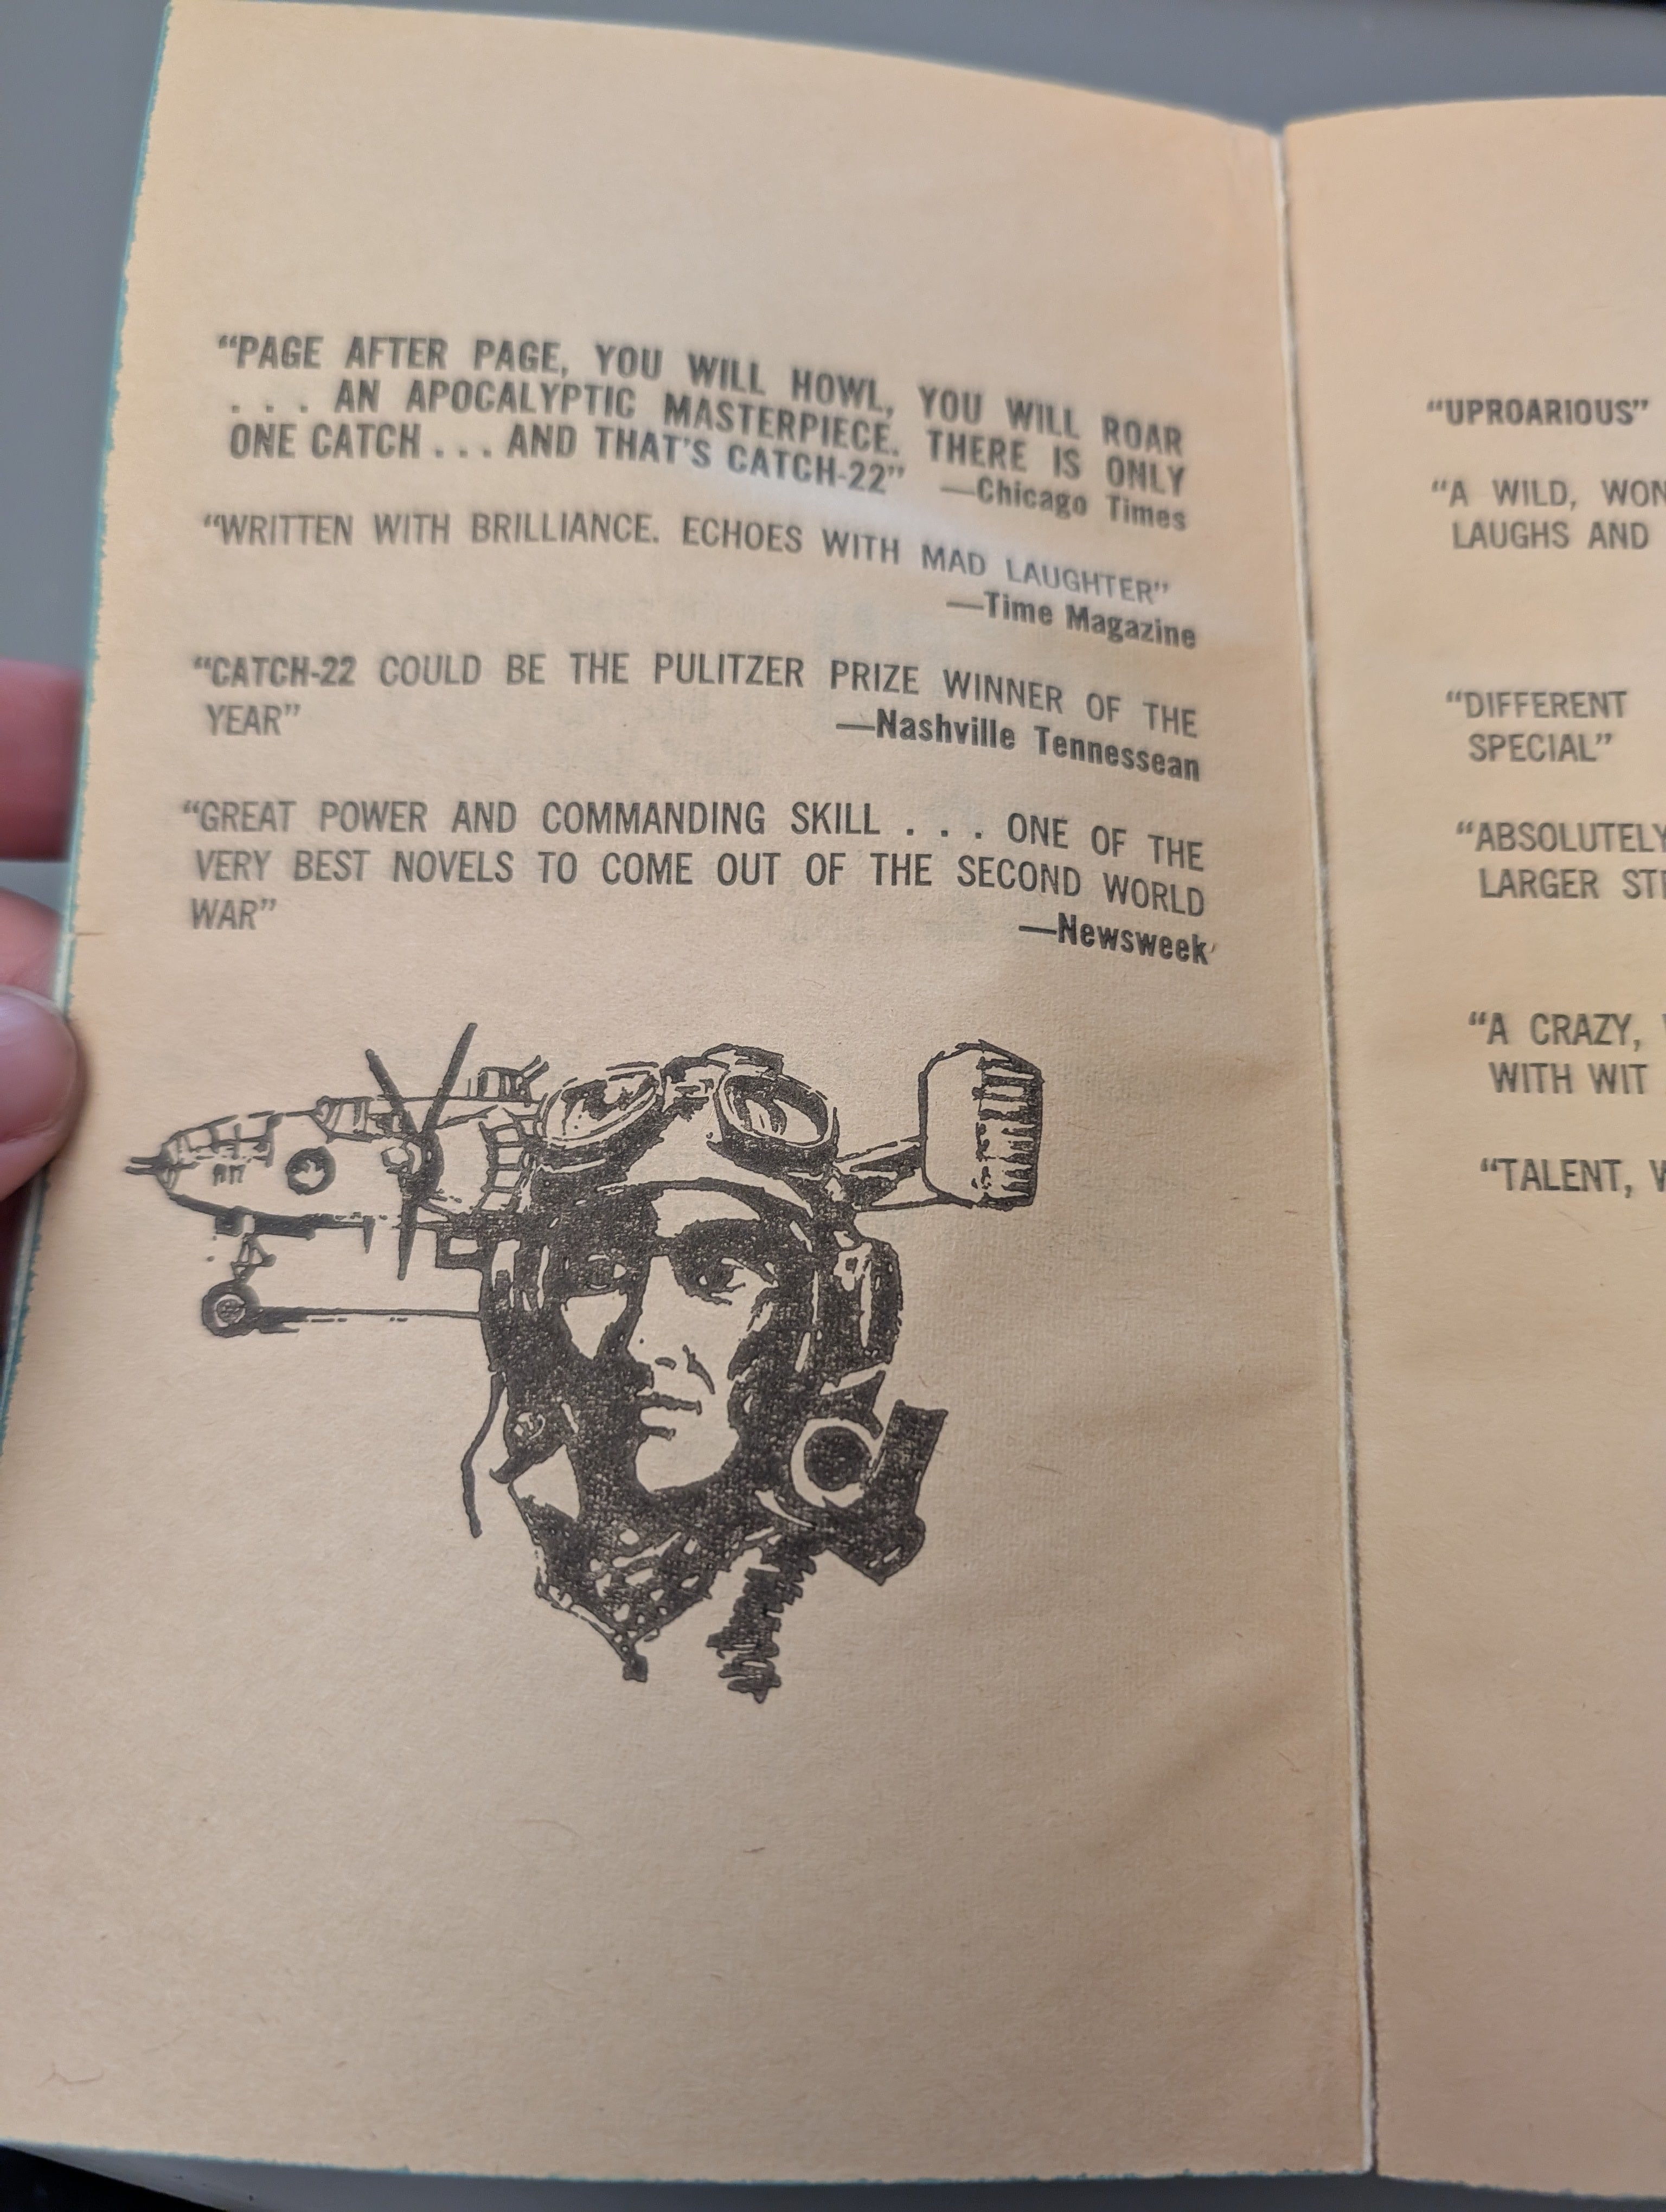 “PAGE AFTER PAGE, YOU WILL HOWL, YOU WILL ROAR
. . . AN APOCALYPTIC MASTERPIECE. THERE IS ONLY
ONE CATCH . . . AND THAT’S CATCH-22” —Chicago Times
“WRITTEN WITH BRILLIANCE. ECHOES WITH MAD LAUGHTER”
—Time Magazine
“CATCH-22 COULD BE THE PULITZER PRIZE WINNER OF THE
YEAR” —Nashville Tennessean
“GREAT POWER AND COMMANDING SKILL . . . ONE OF THE
VERY BEST NOVELS TO COME OUT OF THE SECOND WORLD
WAR” —Newsweek
“UPROARIOUS”
“A WILD,
LAUGHS AND
“DIFFERENT
SPECIAL”
“ABSOLUTELY
LARGER
“A CRAZY,
WITH WIT
“TALENT,